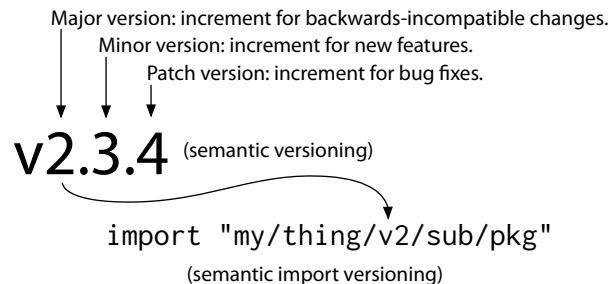 Major version: increment for backwards-incompatible changes.
Minor version: increment for new features.
Patch version: increment for bug fixes.
v2.3.4 (semantic versioning)
import "my/thing/v2/sub/pkg"
(semantic import versioning)